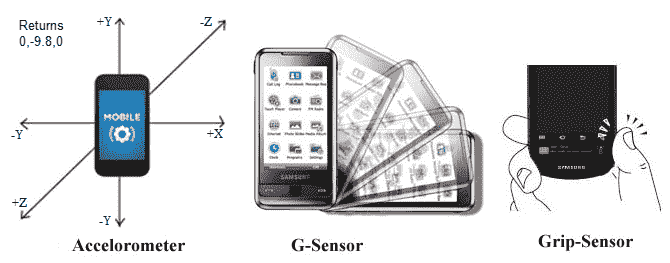 Returns
0,-9.8,0
+Y
-Z
-Y
+X
+Z
-Y
MOBILE
Accelorometer
Call Log Phonebook Message Box
Touch Player Camera FM Radio
Internet Photo Slides Media Album
Clock Programs Settings
SAMSUNG
G-Sensor
SAMSUNG
Grip-Sensor